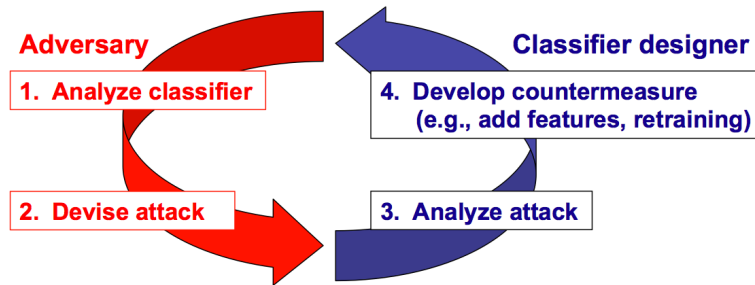 Adversary
1. Analyze classifier
2. Devise attack
Classifier designer
4. Develop countermeasure
(e.g., add features, retraining)
3. Analyze attack